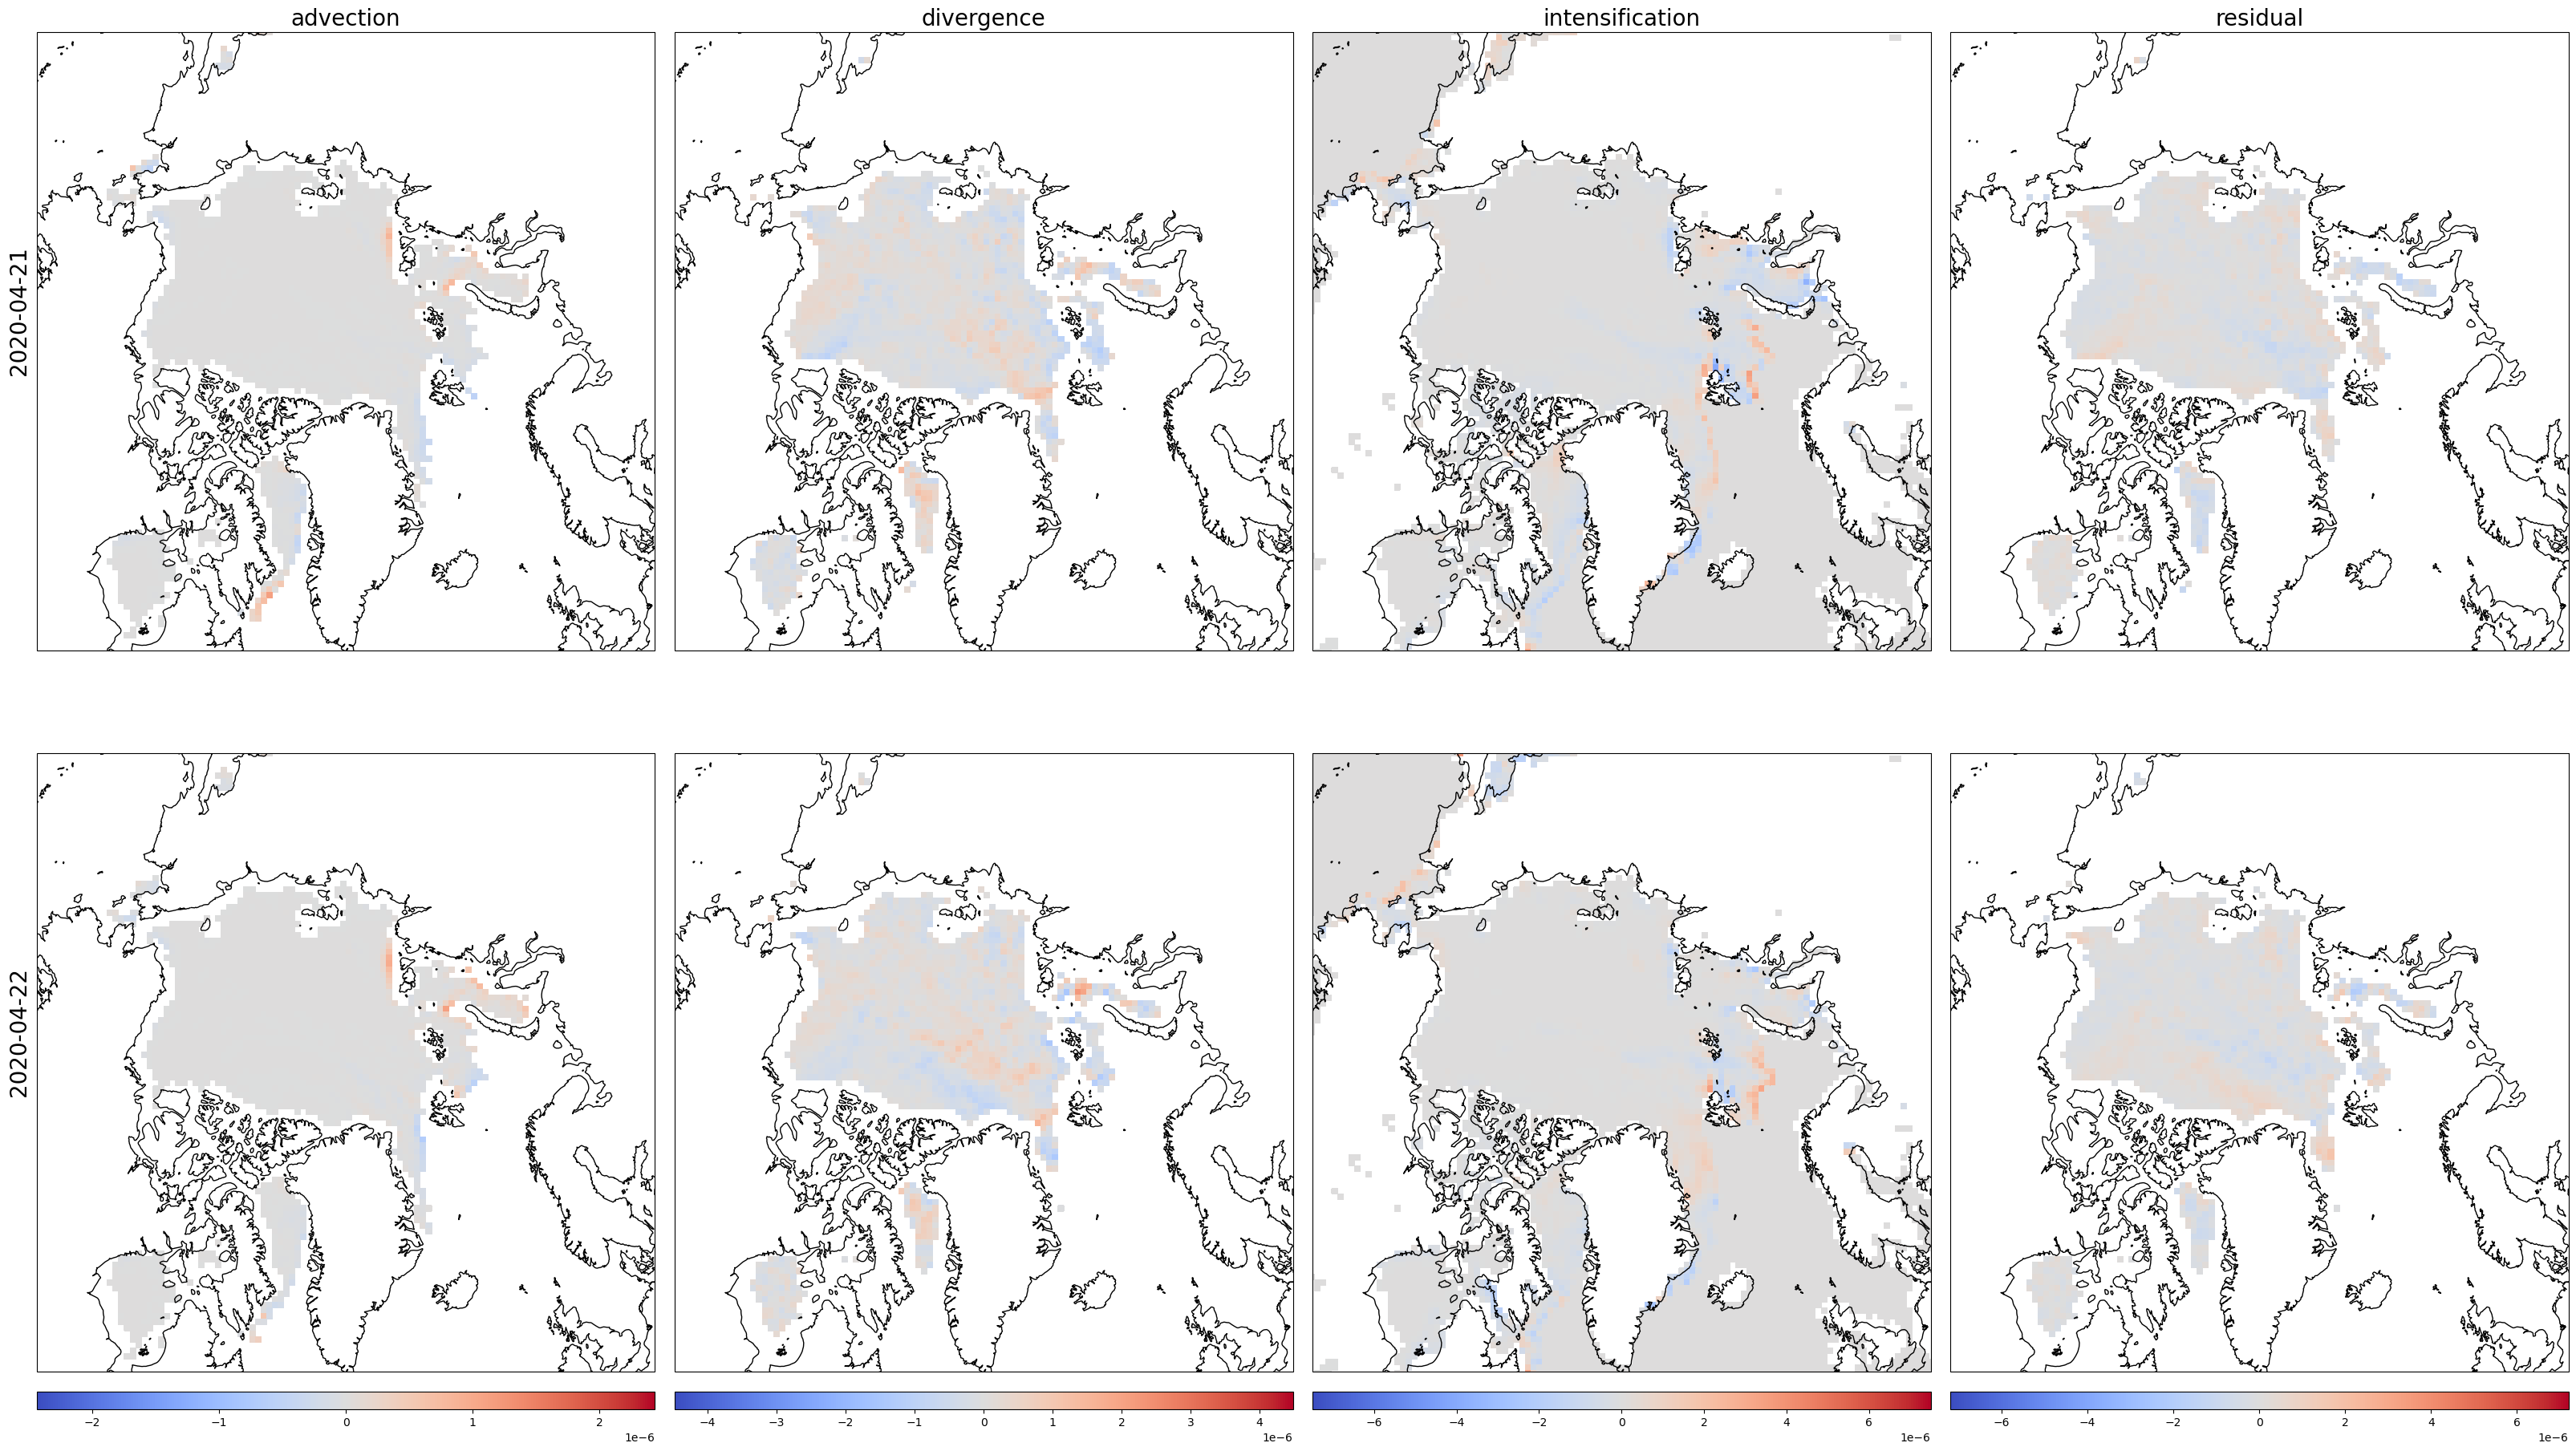 advection divergence intensification residual
2020-04-21
2020-04-22
−2 −1 0 1 2 −4 −3 −2 −1 0 1 2 3 4 −6 −4 −2 0 2 4 6 −6 −4 −2 0 2 4 6
1e−6 1e−6 1e−6 1e−6